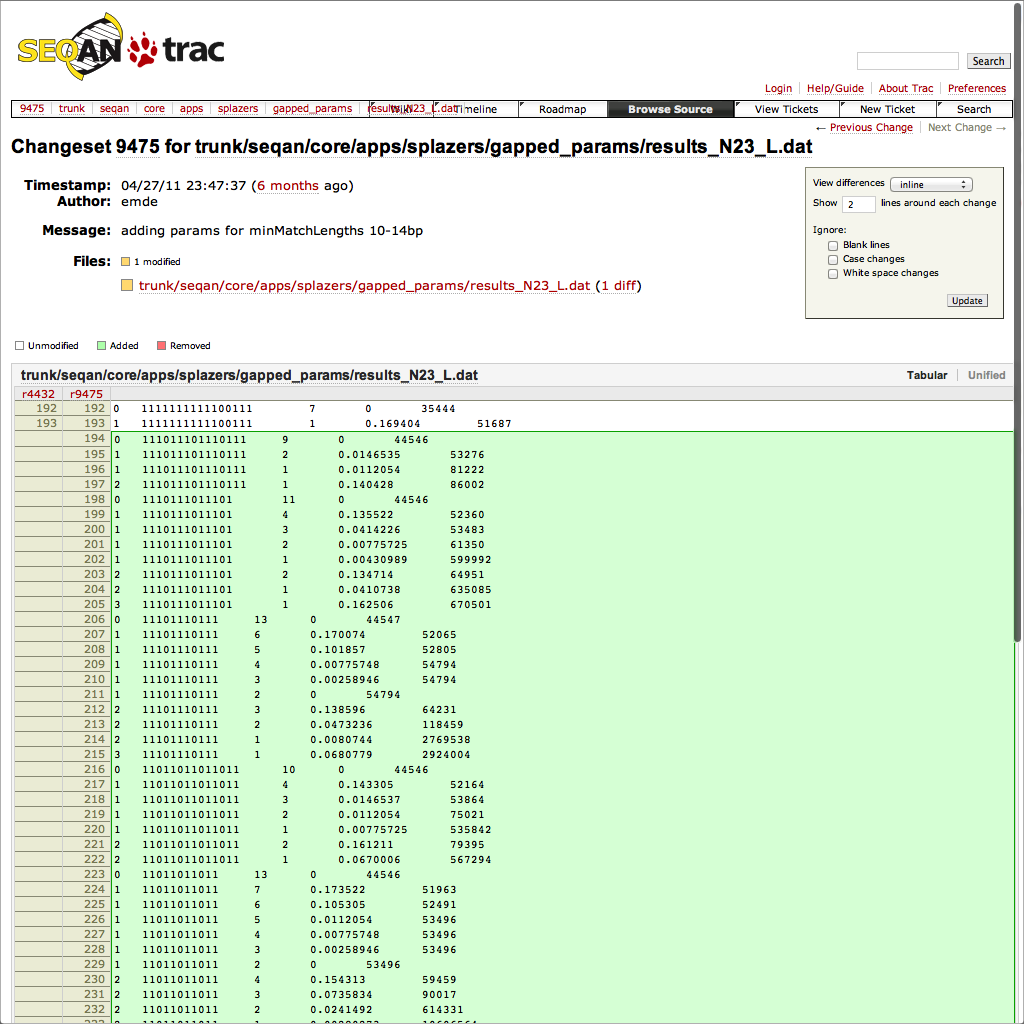 SEQAN trac
Search
Login Help/Guide About Trac Preferences
9475 trunk seqan core apps splazers gapped_params results_N23_L.dat Wiki Timeline Roadmap Browse Source View Tickets New Ticket Search
← Previous Change Next Change →
Changeset 9475 for trunk/seqan/core/apps/splazers/gapped_params/results_N23_L.dat
View differences inline
Show 2 lines around each change
Ignore:
Blank lines
Case changes
White space changes
Update
Timestamp: 04/27/11 23:47:37 (6 months ago)
Author: emde
Message: adding params for minMatchLengths 10-14bp
Files: 1 modified
trunk/seqan/core/apps/splazers/gapped_params/results_N23_L.dat (1 diff)
Unmodified Added Removed
trunk/seqan/core/apps/splazers/gapped_params/results_N23_L.dat Tabular Unified
r4432 r9475
192 192 0 1111111111100111 7 0 35444
193 193 1 1111111111100111 1 0.169404 51687
194 0 111011101110111 9 0 44546
195 1 111011101110111 2 0.0146535 53276
196 1 111011101110111 1 0.0112054 81222
197 2 111011101110111 1 0.140428 86002
198 0 1110111011101 11 0 44546
199 1 1110111011101 4 0.135522 52360
200 1 1110111011101 3 0.0414226 53483
201 1 1110111011101 2 0.00775725 61350
202 1 1110111011101 1 0.00430989 599992
203 2 1110111011101 2 0.134714 64951
204 2 1110111011101 1 0.0410738 635085
205 3 1110111011101 1 0.162506 670501
206 0 11101110111 13 0 44547
207 1 11101110111 6 0.170074 52065
208 1 11101110111 5 0.101857 52805
209 1 11101110111 4 0.00775748 54794
210 1 11101110111 3 0.00258946 54794
211 1 11101110111 2 0 54794
212 2 11101110111 3 0.138596 64231
213 2 11101110111 2 0.0473236 118459
214 2 11101110111 1 0.0080744 2769538
215 3 11101110111 1 0.0680779 2924004
216 0 11011011011011 10 0 44546
217 1 11011011011011 4 0.143305 52164
218 1 11011011011011 3 0.0146537 53864
219 1 11011011011011 2 0.0112054 75021
220 1 11011011011011 1 0.00775725 535842
221 2 11011011011011 2 0.161211 79395
222 2 11011011011011 1 0.0670006 567294
223 0 11011011011 13 0 44546
224 1 11011011011 7 0.173522 51963
225 1 11011011011 6 0.105305 52491
226 1 11011011011 5 0.0112054 53496
227 1 11011011011 4 0.00775748 53496
228 1 11011011011 3 0.00258946 53496
229 1 11011011011 2 0 53496
230 2 11011011011 4 0.154313 59459
231 2 11011011011 3 0.0735834 90017
232 2 11011011011 2 0.0241492 614331